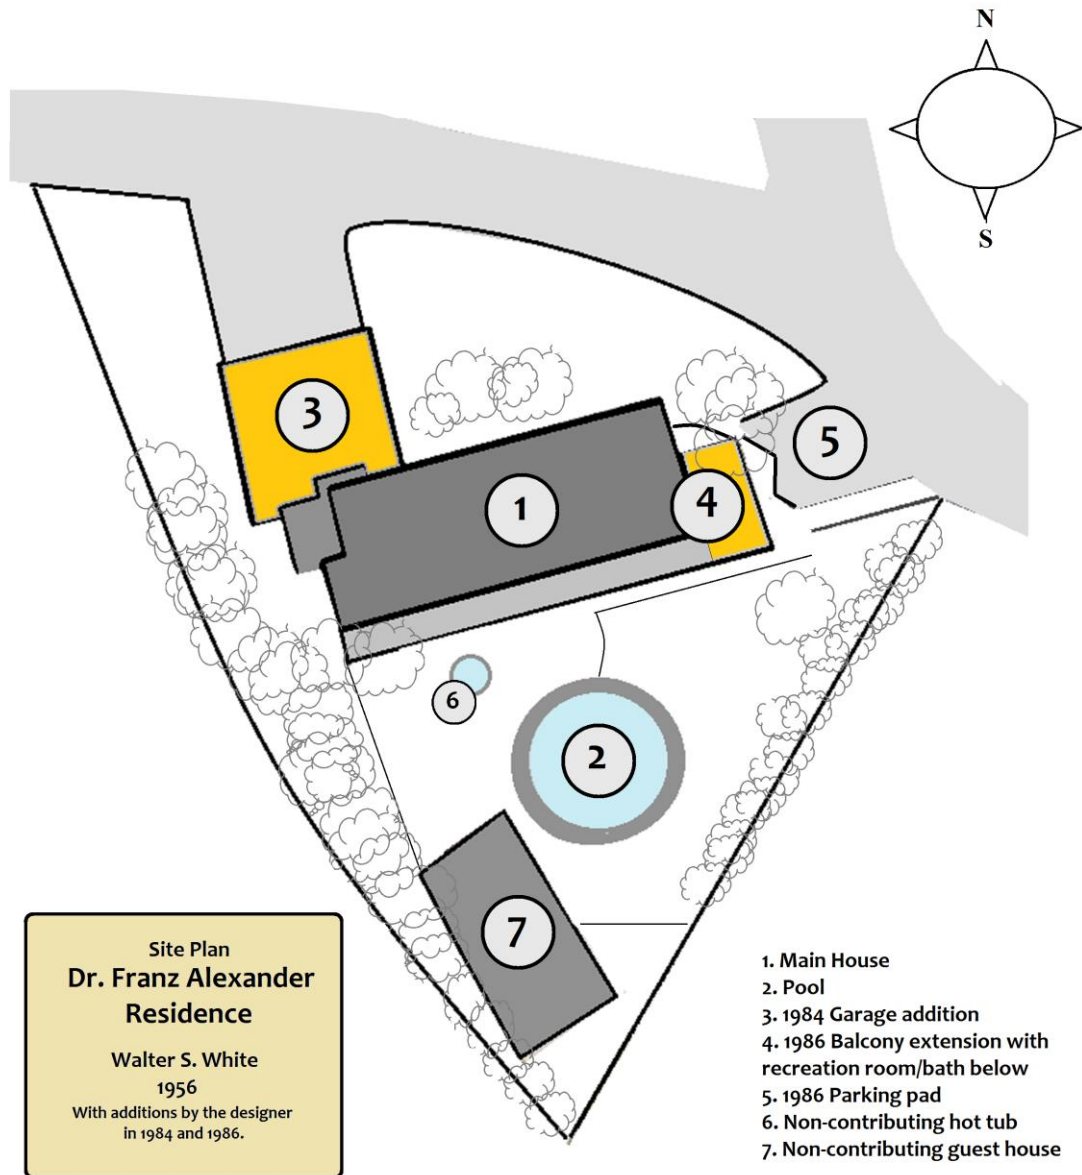 N
S
3
1
4
5
6
2
7
Site Plan
Dr. Franz Alexander
Residence
Walter S. White
1956
With additions by the designer
in 1984 and 1986.
1. Main House
2. Pool
3. 1984 Garage addition
4. 1986 Balcony extension with
recreation room/bath below
5. 1986 Parking pad
6. Non-contributing hot tub
7. Non-contributing guest house